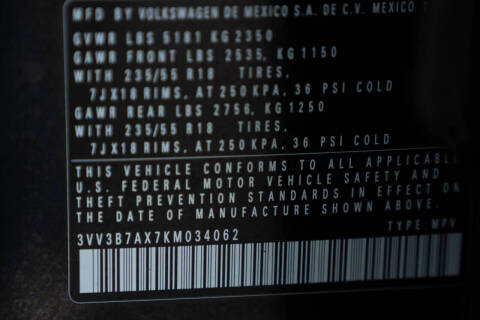 MFD BY VOLKSWAGEN DE MEXICO S.A. DE C.V. MEXICO
GVWR LBS 5181 KG 2350
GAWR FRONT LBS 2535, KG 1150
WITH 235/55 R18 TIRES,
7JX18 RIMS, AT 250 KPA, 36 PSI COLD
GAWR REAR LBS 2756, KG 1250
WITH 235/55 R18 TIRES,
7JX18 RIMS, AT 250 KPA, 36 PSI COLD
THIS VEHICLE CONFORMS TO ALL APPLICABL
U.S. FEDERAL MOTOR VEHICLE SAFETY AND
THEFT PREVENTION STANDARDS IN EFFECT ON
THE DATE OF MANUFACTURE SHOWN ABOVE.
3VV3B7AX7KM034062 TYPE: MPV